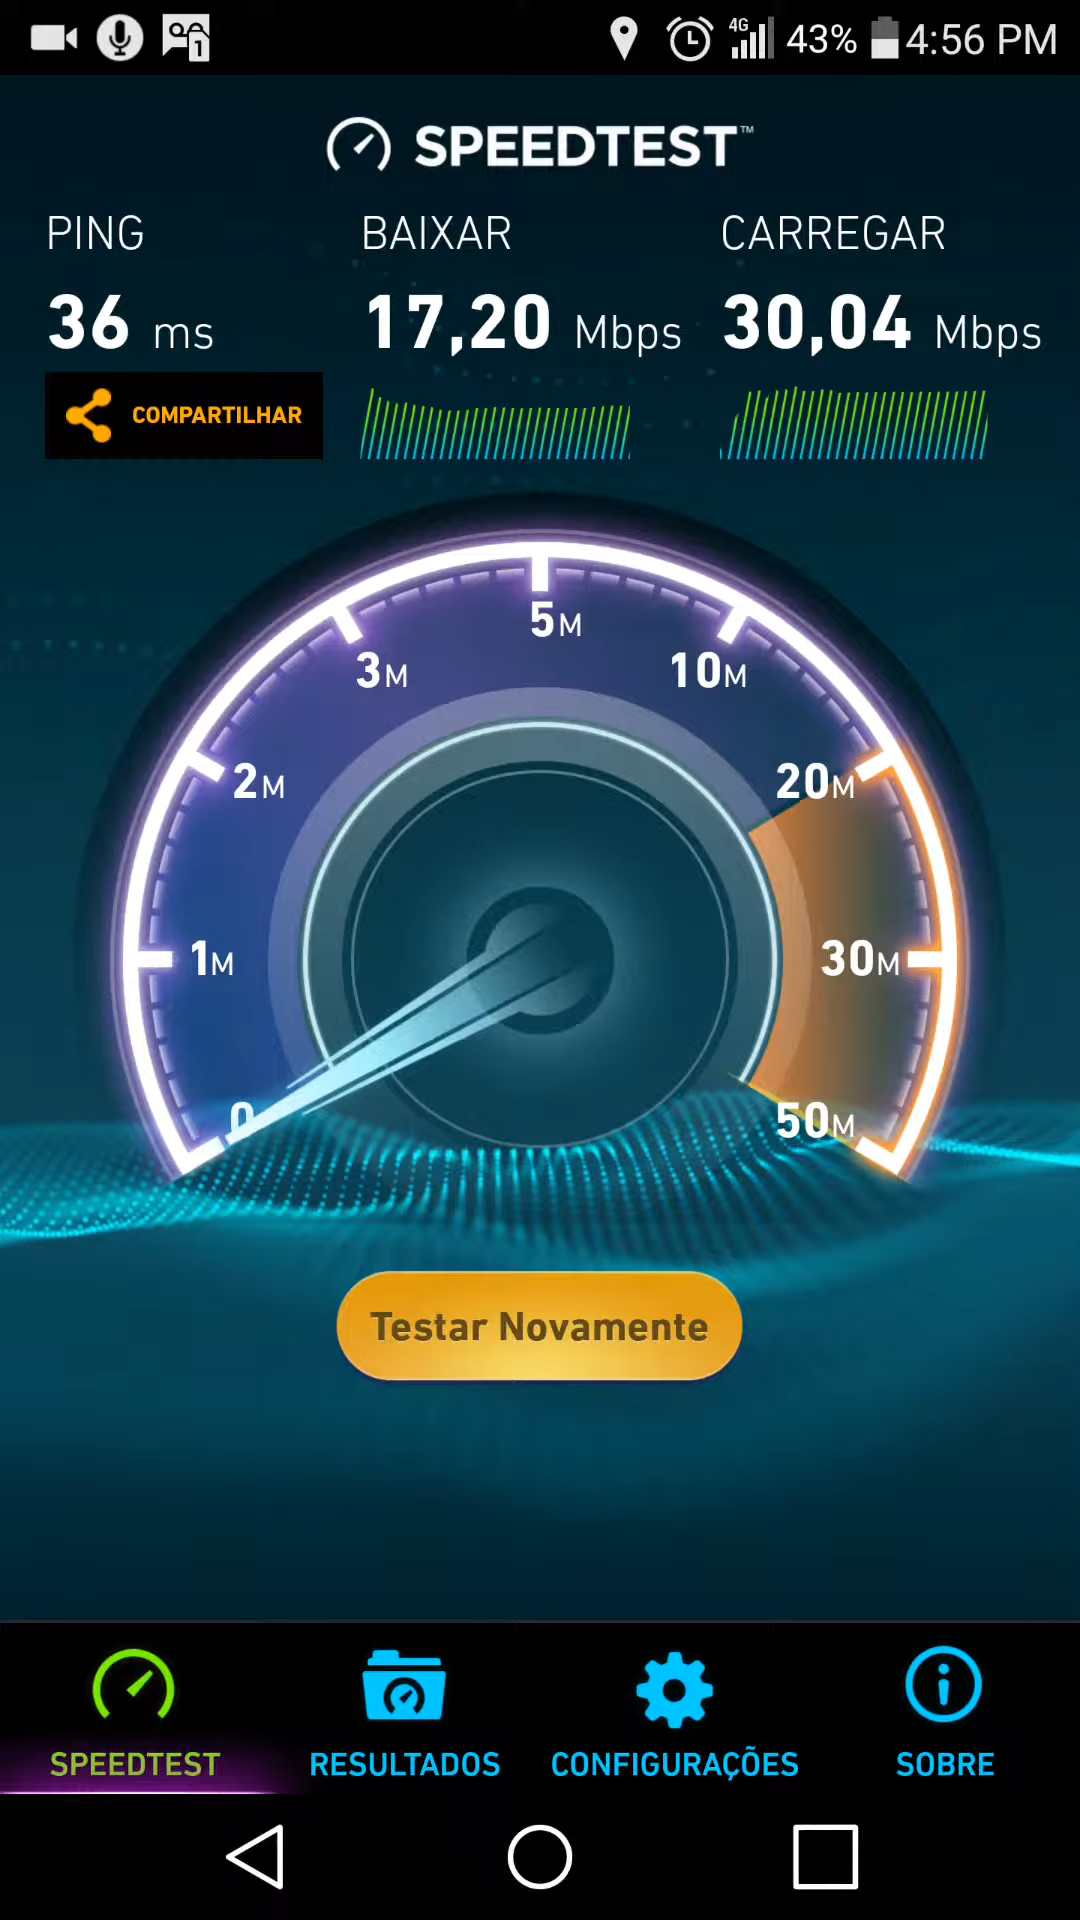 1 4G 43% 4:56 PM
SPEEDTEST™
PING BAIXAR CARREGAR
36 ms 17,20 Mbps 30,04 Mbps
COMPARTILHAR
5M
3M 10M
2M 20M
1M 30M
0 50M
Testar Novamente
SPEEDTEST RESULTADOS CONFIGURAÇÕES SOBRE